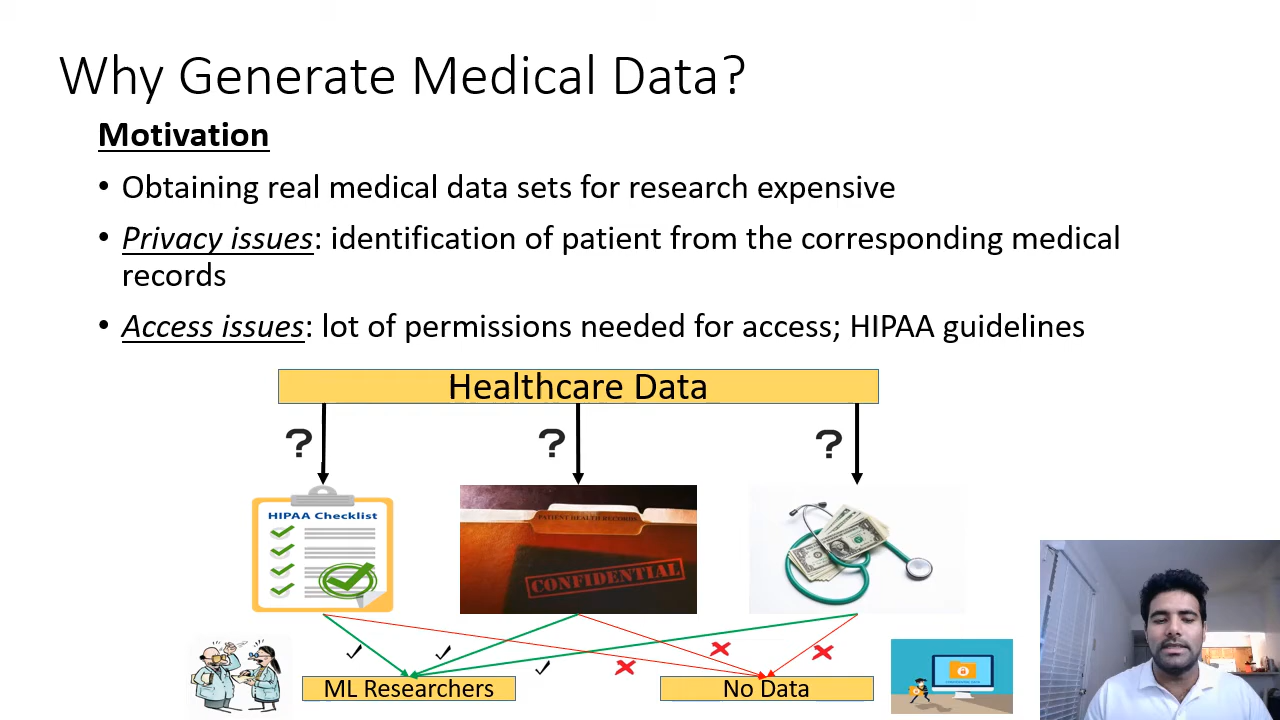 Why Generate Medical Data?
Motivation
• Obtaining real medical data sets for research expensive
• Privacy issues: identification of patient from the corresponding medical
records
• Access issues: lot of permissions needed for access; HIPAA guidelines
Healthcare Data
? ? ?
HIPAA Checklist
PATIENT HEALTH RECORDS
CONFIDENTIAL
ML Researchers
No Data